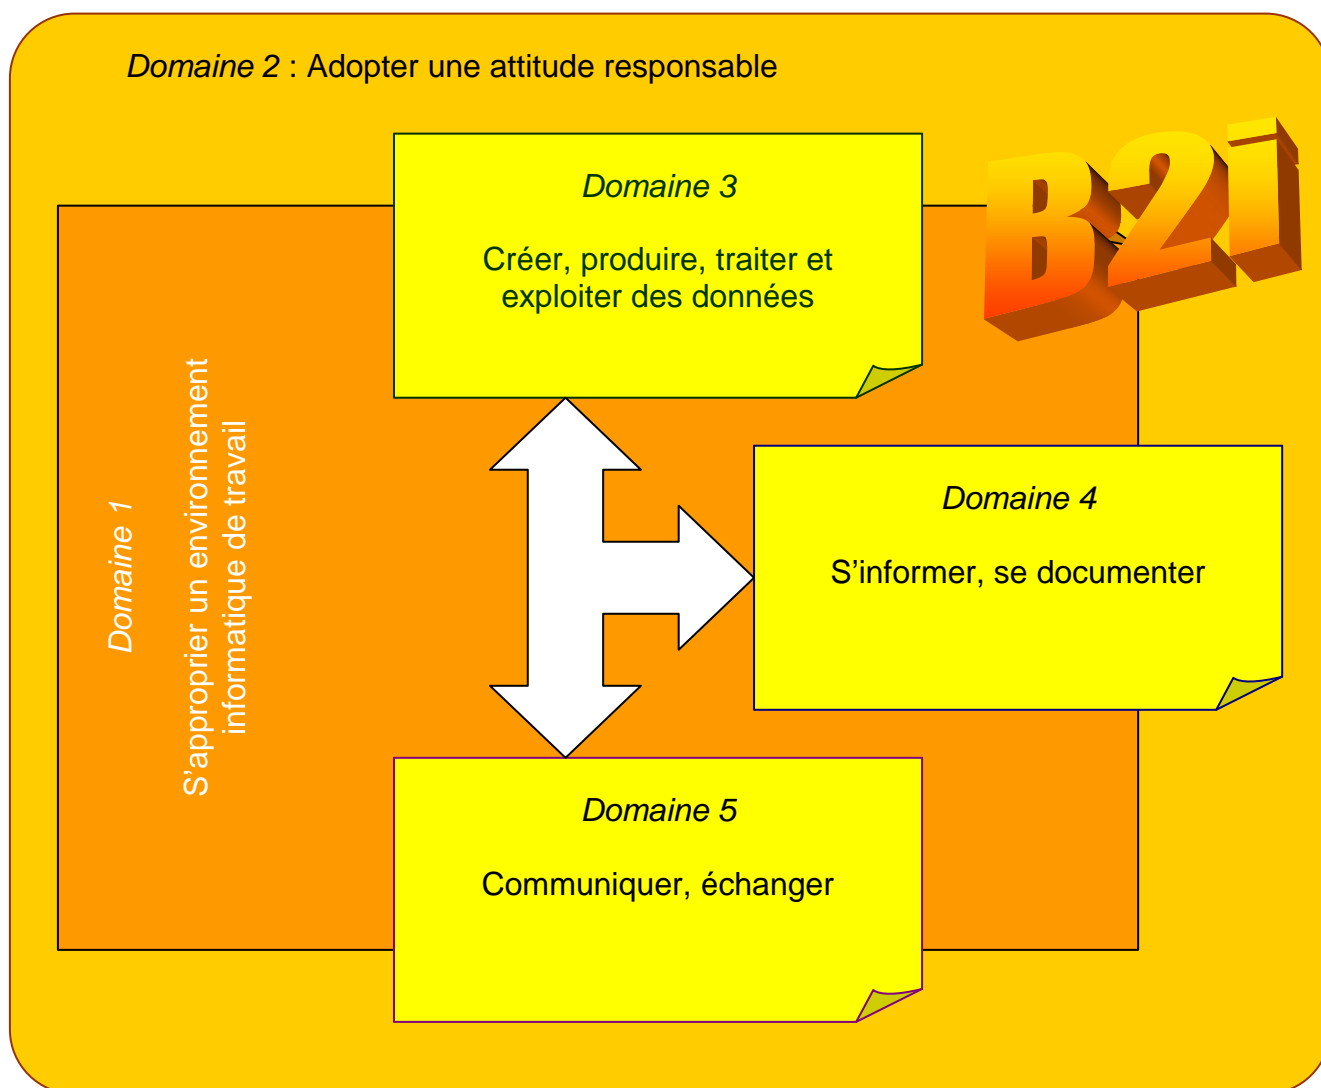 Domaine 2 : Adopter une attitude responsable
B2i
Domaine 3
Créer, produire, traiter et
exploiter des données
Domaine 1
S’approprier un environnement
informatique de travail
Domaine 4
S’informer, se documenter
Domaine 5
Communiquer, échanger